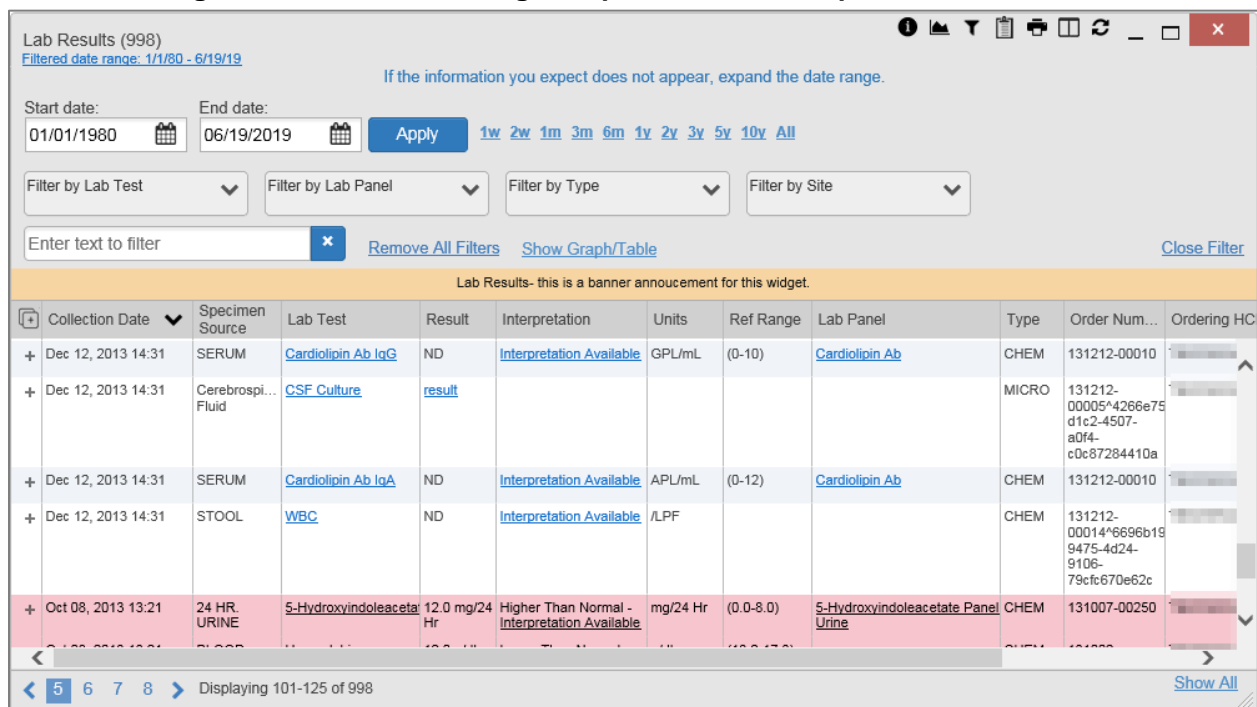 Lab Results (998)
Filtered date range: 1/1/80 - 6/19/19
If the information you expect does not appear, expand the date range.
Start date:
End date:
01/01/1980
06/19/2019
Apply
1w 2w 1m 3m 6m 1y 2y 3y 5y 10y All
Filter by Lab Test
Filter by Lab Panel
Filter by Type
Filter by Site
Enter text to filter
Remove All Filters
Show Graph/Table
Close Filter
Lab Results- this is a banner annoucement for this widget.
Collection Date
Specimen
Source
Lab Test
Result
Interpretation
Units
Ref Range
Lab Panel
Type
Order Num...
Ordering HC
Dec 12, 2013 14:31
SERUM
Cardiolipin Ab IgG
ND
Interpretation Available
GPL/mL
(0-10)
Cardiolipin Ab
CHEM
131212-00010
Dec 12, 2013 14:31
Cerebrospi...
Fluid
CSF Culture
result
MICRO
131212-
00005^4266e75
d1c2-4507-
a0f4-
c0c87284410a
Dec 12, 2013 14:31
SERUM
Cardiolipin Ab IgA
ND
Interpretation Available
APL/mL
(0-12)
Cardiolipin Ab
CHEM
131212-00010
Dec 12, 2013 14:31
STOOL
WBC
ND
Interpretation Available
/LPF
CHEM
131212-
00014^6696b19
9475-4d24-
9106-
79cfc670e62c
Oct 08, 2013 13:21
24 HR.
URINE
5-Hydroxyindoleaceta
12.0 mg/24
Hr
Higher Than Normal -
Interpretation Available
mg/24 Hr
(0.0-8.0)
5-Hydroxyindoleacetate Panel
Urine
CHEM
131007-00250
5 6 7 8
Displaying 101-125 of 998
Show All